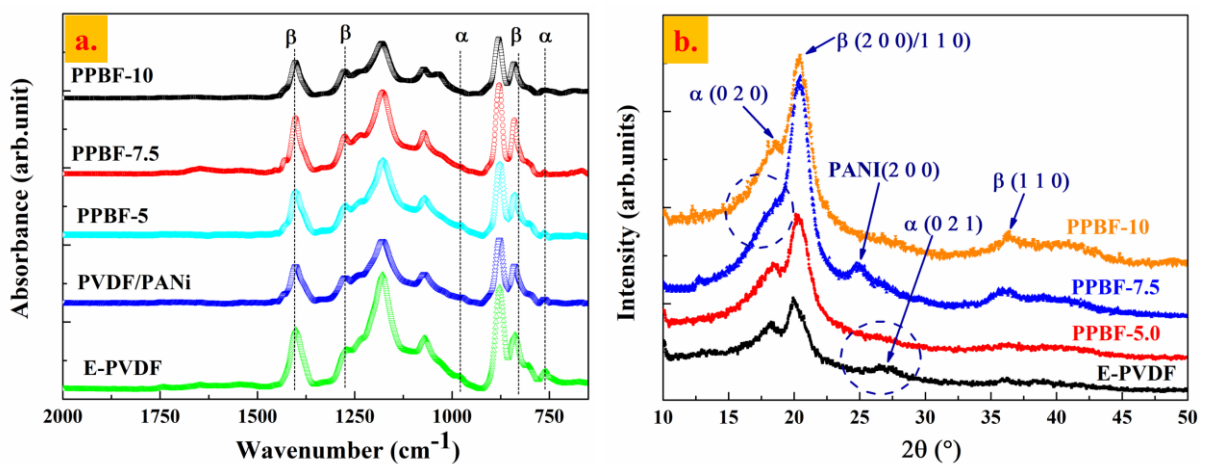 a.
β
β
α
β
α
PPBF-10
PPBF-7.5
PPBF-5
PVDF/PANi
E-PVDF
Absorbance (arb.unit)
2000
1750
1500
1250
1000
750
Wavenumber (cm⁻¹)
b.
β (2 0 0)/1 1 0)
α (0 2 0)
PANI(2 0 0)
β (1 1 0)
α (0 2 1)
PPBF-10
PPBF-7.5
PPBF-5.0
E-PVDF
Intensity (arb.units)
10
15
20
25
30
35
40
45
50
2θ (°)